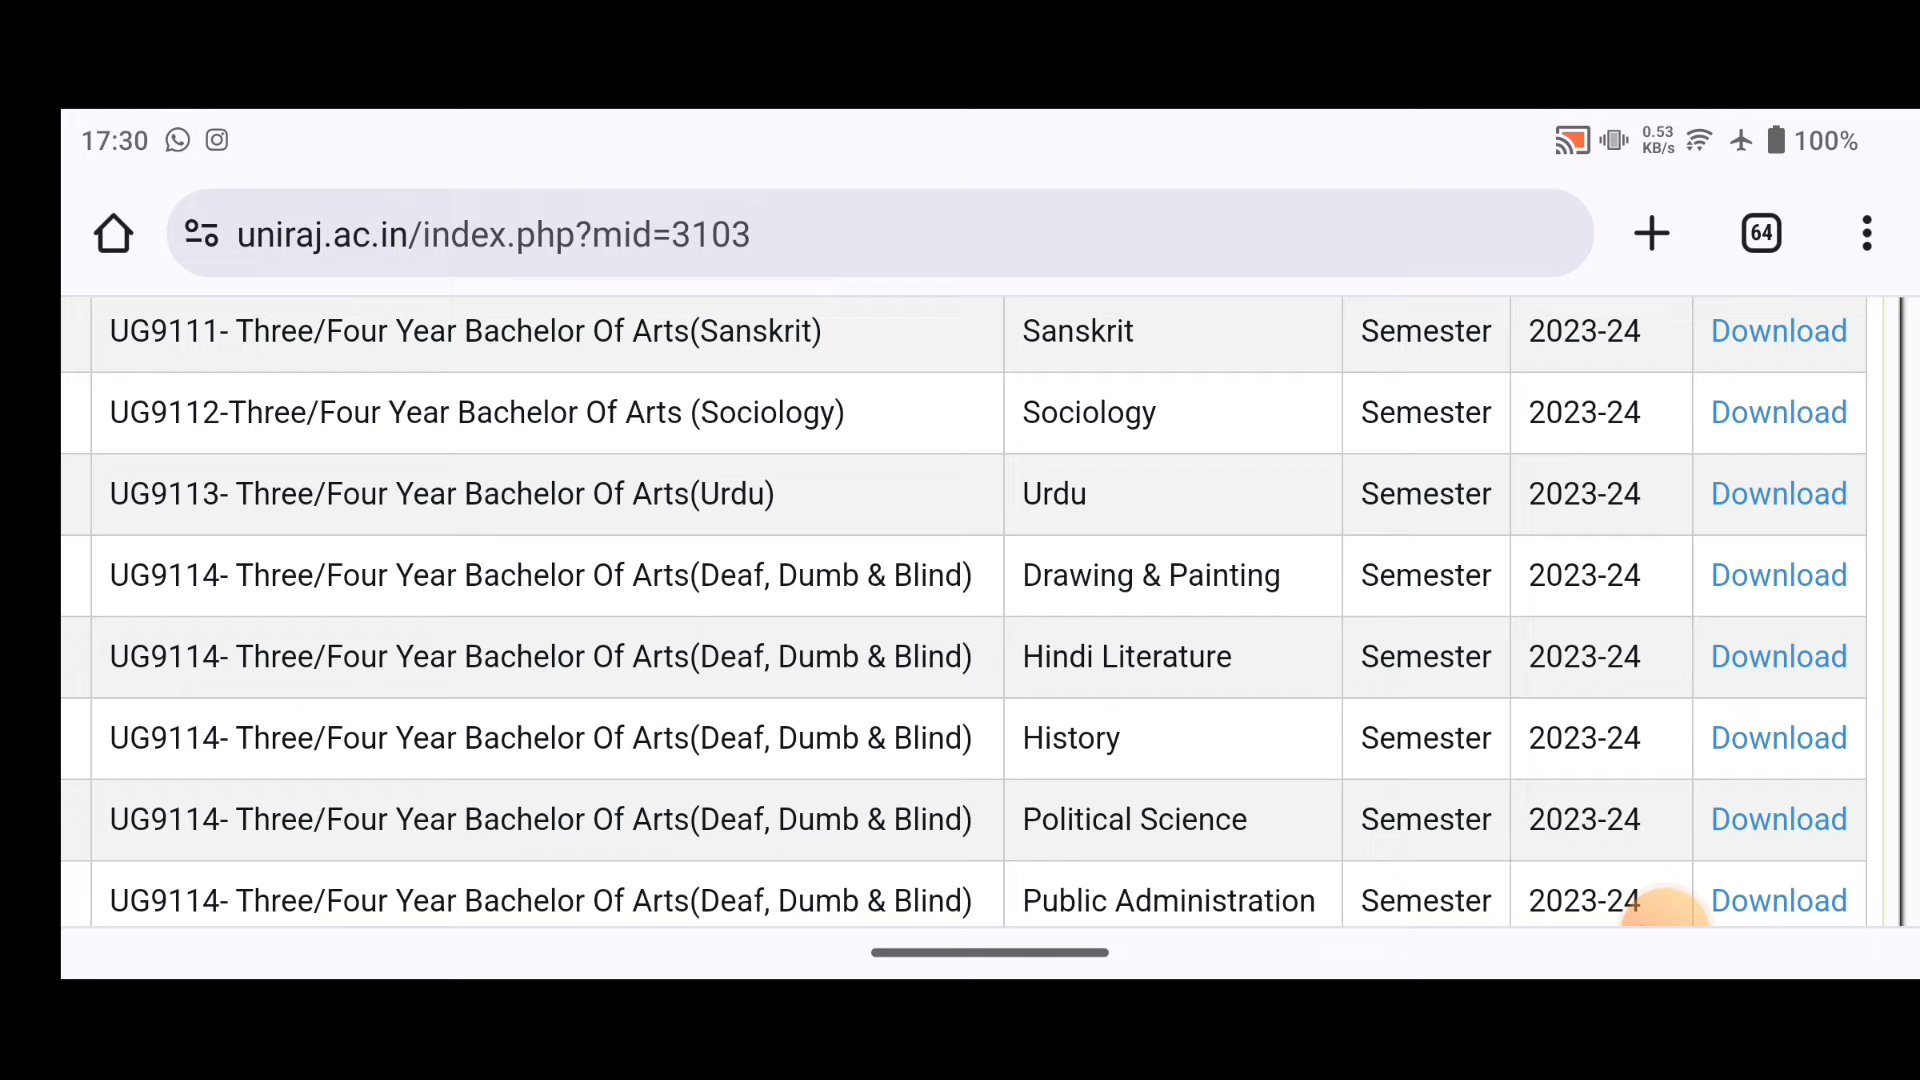 17:30 0.53 KB/s 100%
uniraj.ac.in/index.php?mid=3103 64
UG9111- Three/Four Year Bachelor Of Arts(Sanskrit) Sanskrit Semester 2023-24 Download
UG9112-Three/Four Year Bachelor Of Arts (Sociology) Sociology Semester 2023-24 Download
UG9113- Three/Four Year Bachelor Of Arts(Urdu) Urdu Semester 2023-24 Download
UG9114- Three/Four Year Bachelor Of Arts(Deaf, Dumb & Blind) Drawing & Painting Semester 2023-24 Download
UG9114- Three/Four Year Bachelor Of Arts(Deaf, Dumb & Blind) Hindi Literature Semester 2023-24 Download
UG9114- Three/Four Year Bachelor Of Arts(Deaf, Dumb & Blind) History Semester 2023-24 Download
UG9114- Three/Four Year Bachelor Of Arts(Deaf, Dumb & Blind) Political Science Semester 2023-24 Download
UG9114- Three/Four Year Bachelor Of Arts(Deaf, Dumb & Blind) Public Administration Semester 2023-24 Download